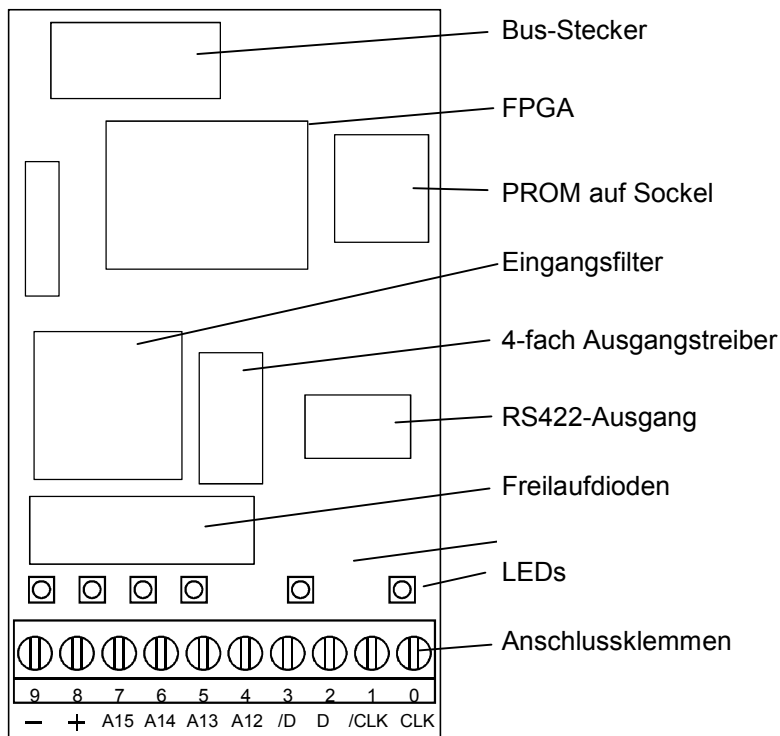 Bus-Stecker
FPGA
PROM auf Sockel
Eingangsfilter
4-fach Ausgangstreiber
RS422-Ausgang
Freilaufdioden
LEDs
Anschlussklemmen
9 8 7 6 5 4 3 2 1 0
– + A15 A14 A13 A12 /D D /CLK CLK